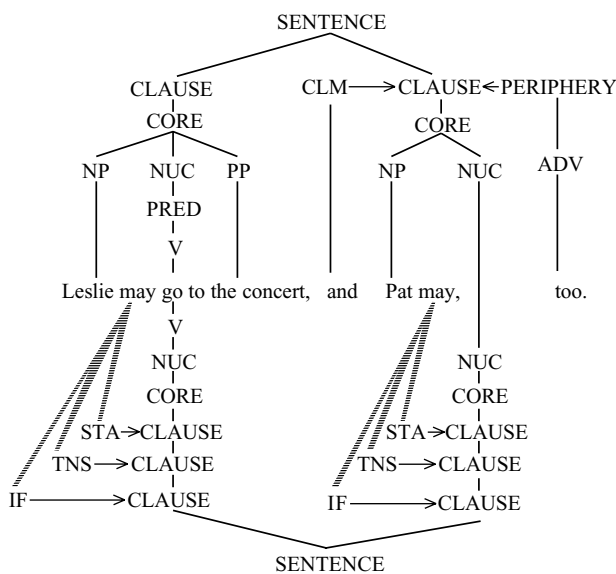 SENTENCE
CLAUSE CLM CLAUSE PERIPHERY
CORE CORE
NP NUC PP NP NUC ADV
PRED
V
Leslie may go to the concert, and Pat may, too.
V
NUC NUC
CORE CORE
STA CLAUSE STA CLAUSE
TNS CLAUSE TNS CLAUSE
IF CLAUSE IF CLAUSE
SENTENCE